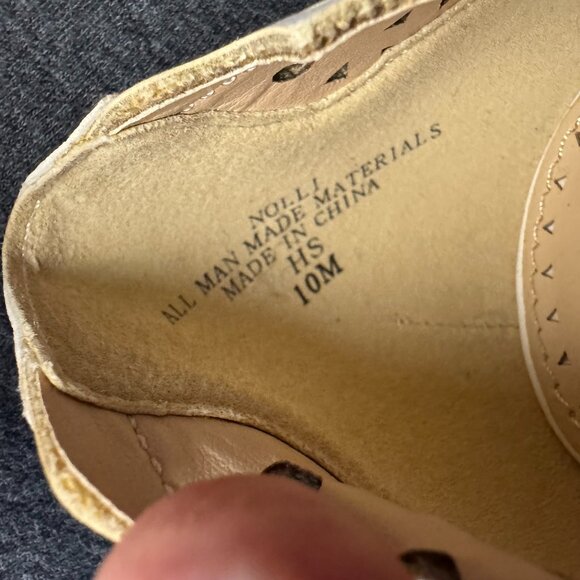 NOLLI
ALL MAN MADE MATERIALS
MADE IN CHINA
HS
10M